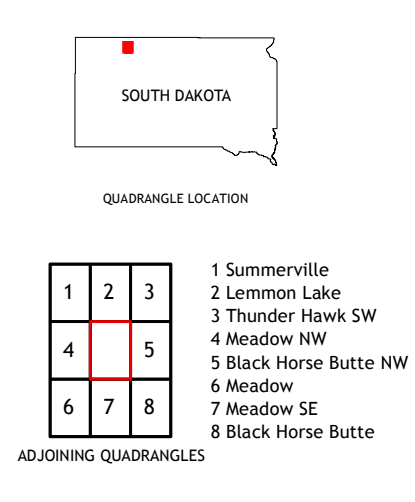 SOUTH DAKOTA
QUADRANGLE LOCATION
1 2 3
4 5
6 7 8
1 Summerville
2 Lemmon Lake
3 Thunder Hawk SW
4 Meadow NW
5 Black Horse Butte NW
6 Meadow
7 Meadow SE
8 Black Horse Butte
ADJOINING QUADRANGLES